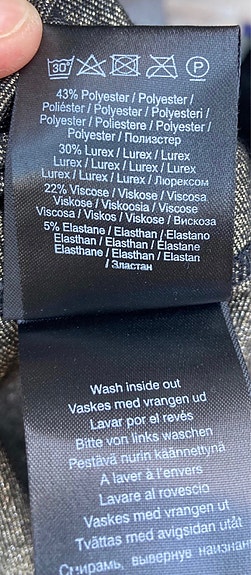 30°
P
43% Polyester / Polyester /
Poliéster / Polyester / Polyesteri /
Polyester / Poliestere / Polyester /
Polyester / Полиэстер
30% Lurex / Lurex / Lurex
Lurex / Lurex / Lurex / Lurex
Lurex / Lurex / Lurex / Люрексом
22% Viscose / Viskose / Viscosa
Viskose / Viskoosia / Viscose
Viscosa / Viskos / Viskose / Вискоза
5% Elastane / Elasthan / Elastano
Elasthan / Elasthan / Élastane
Elasthane / Elasthan / Elastan
/ Эластан
Wash inside out
Vaskes med vrangen ud
Lavar por el revés
Bitte von links waschen
Pestävä nurin käännettynä
A laver à l'envers
Lavare al rovescio
Vaskes med vrangen ut
Tvättas med avigsidan utåt
Стирать, вывернув наизнан